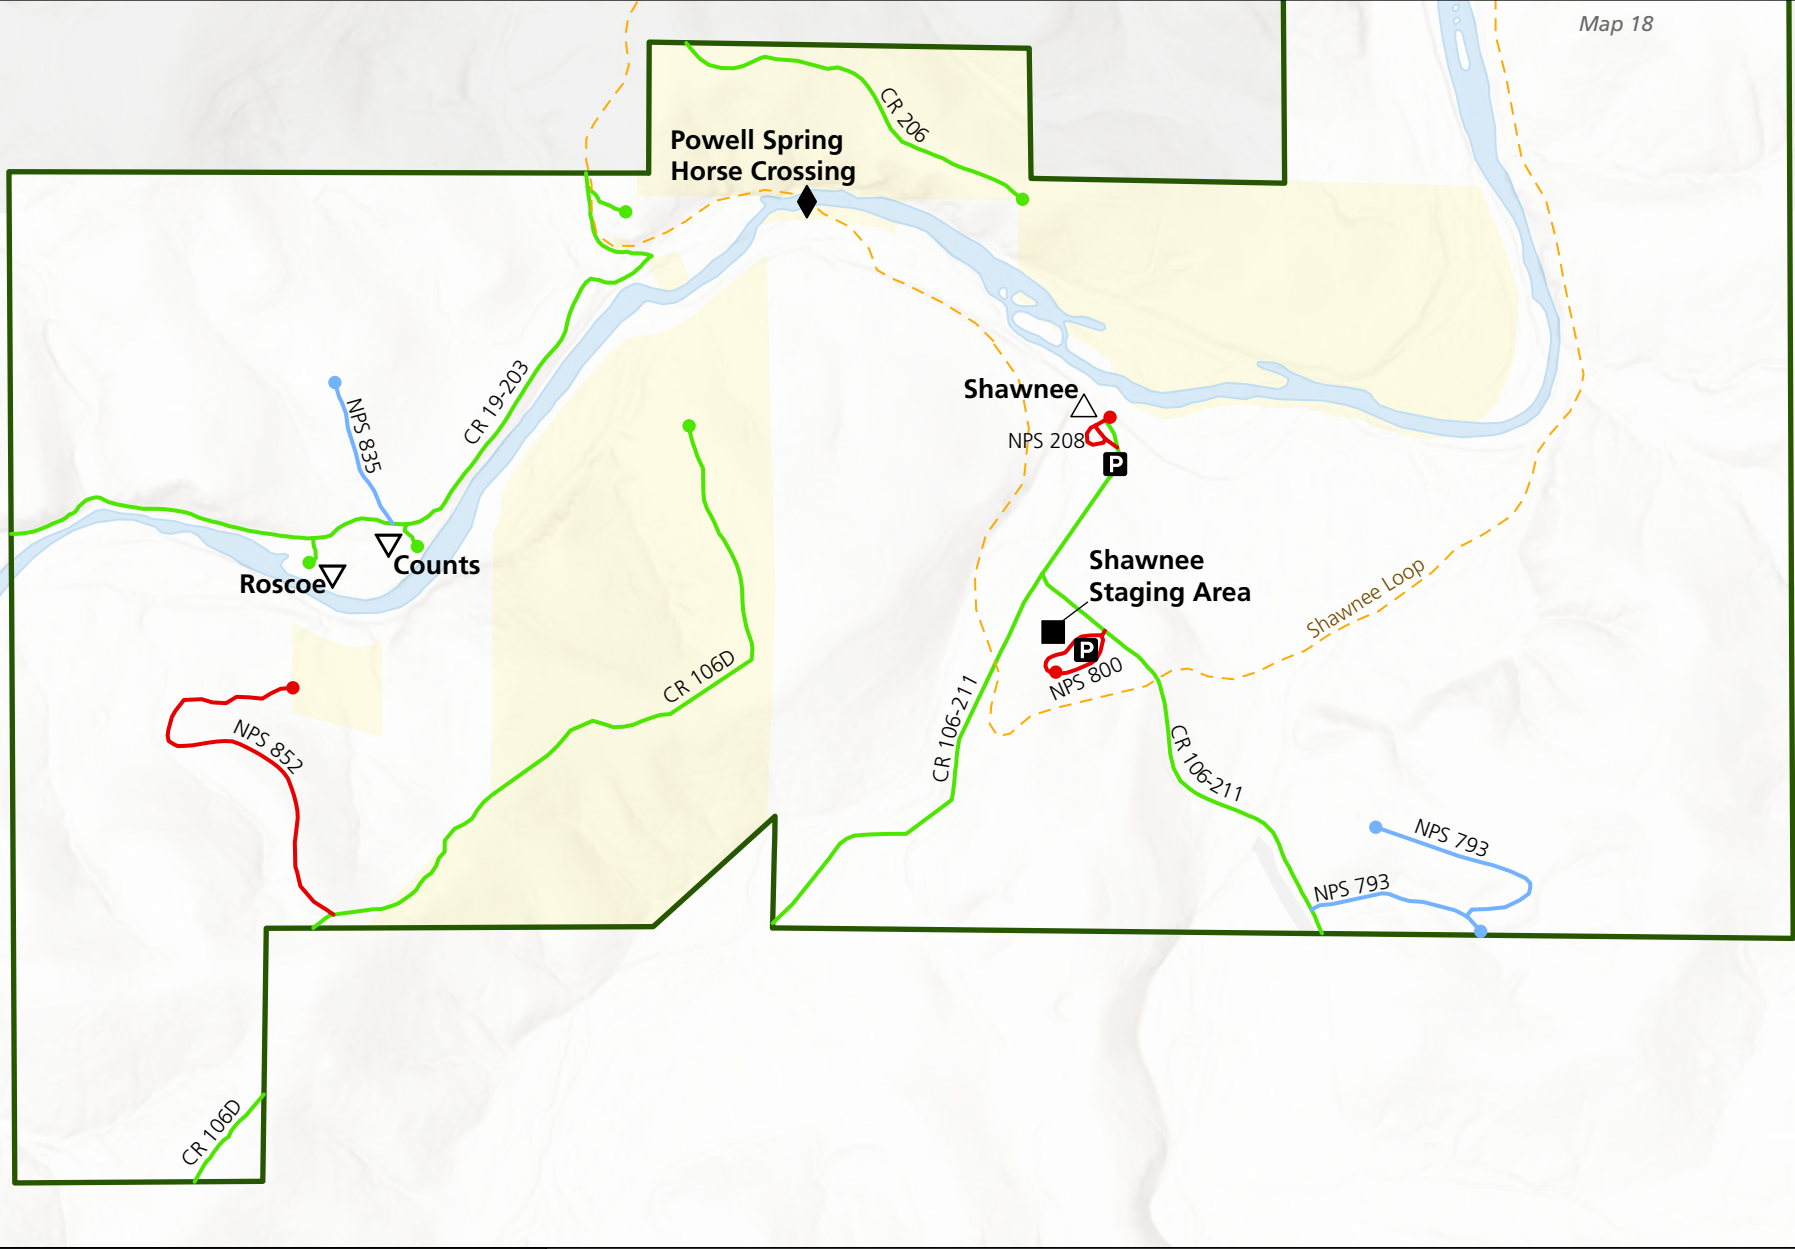 Map 18
CR 206
Powell Spring
Horse Crossing
CR 19-203
NPS 835
Shawnee
NPS 208
P
Counts
Roscoe
Shawnee
Staging Area
Shawnee Loop
P
NPS 800
CR 106D
NPS 852
CR 106-211
CR 106-211
NPS 793
NPS 793
CR 106D